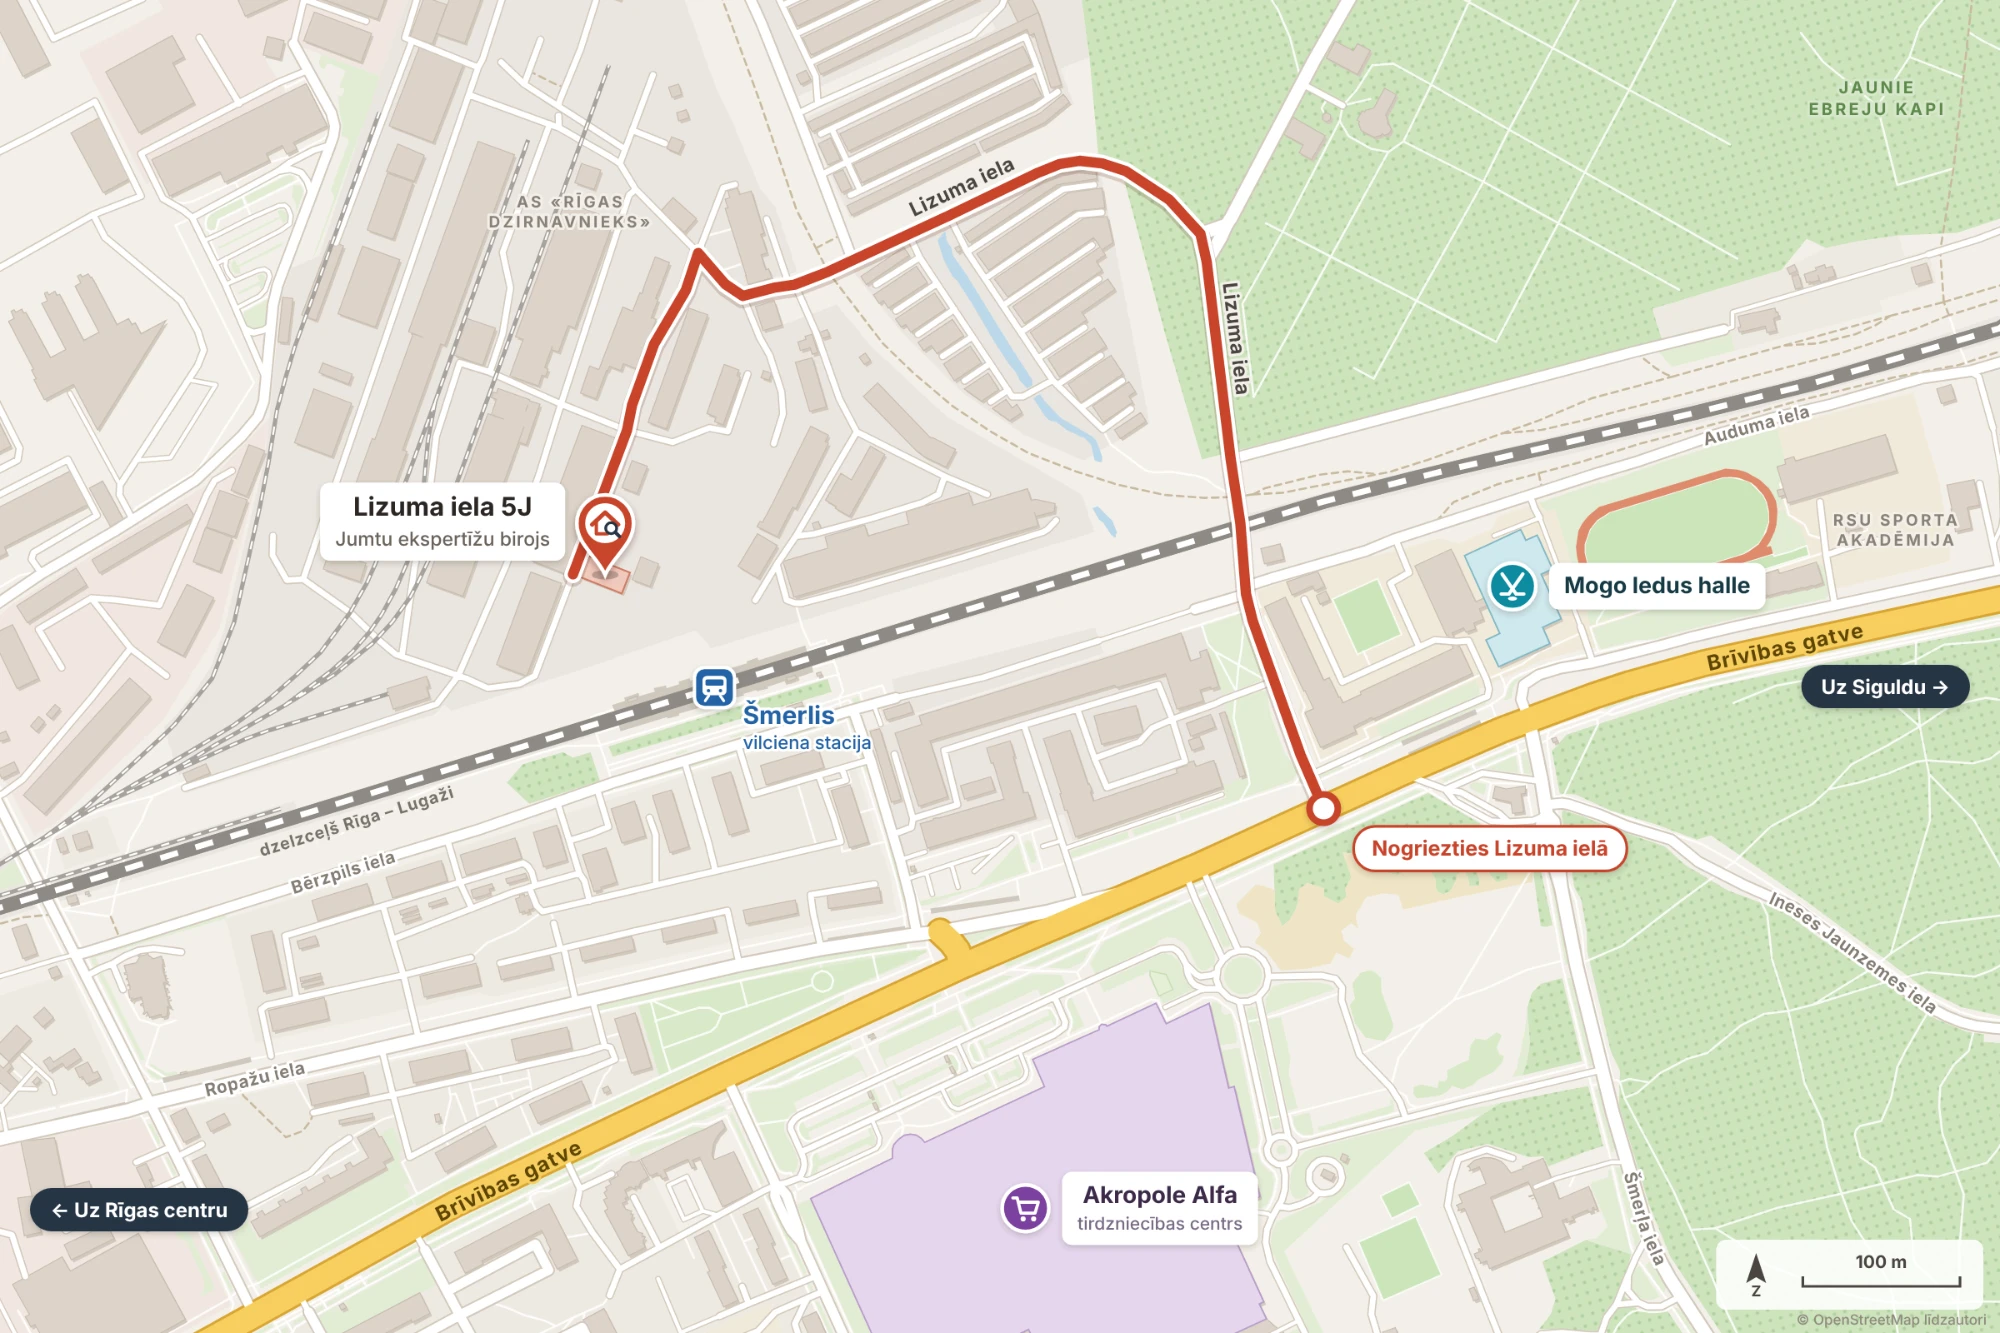 JAUNIE
EBREJU KAPI
Lizuma iela
AS «RĪGAS
DZIRNAVNIEKS»
Lizuma iela
Auduma iela
Lizuma iela 5J
Jumtu ekspertīžu birojs
RSU SPORTA
AKADĒMIJA
Mogo ledus halle
Brīvības gatve
Uz Siguldu →
Šmerlis
vilciena stacija
dzelzceļš Rīga – Lugaži
Bērzpils iela
Nogriezties Lizuma ielā
Ineses Jaunzemes iela
Ropažu iela
Brīvības gatve
← Uz Rīgas centru
Akropole Alfa
tirdzniecības centrs
Šmerļa iela
Z
100 m
© OpenStreetMap līdzautori